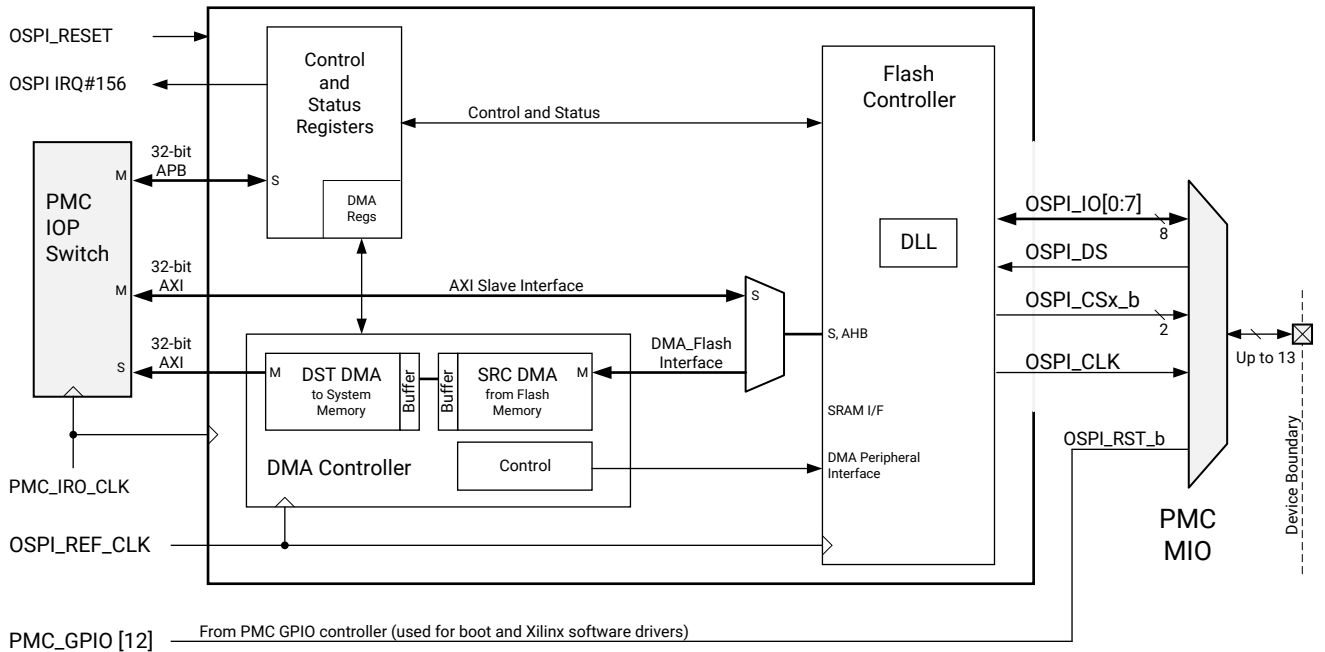 OSPI_RESET
OSPI IRQ#156
Control
and
Status
Registers
DMA
Regs
Control and Status
Flash
Controller
DLL
32-bit
APB
M
S
PMC
IOP
Switch
32-bit
AXI
M
AXI Slave Interface
S
32-bit
AXI
S
M
DST DMA
to System
Memory
Buffer
Buffer
SRC DMA
from Flash
Memory
M
DMA_Flash
Interface
S, AHB
SRAM I/F
DMA Peripheral
Interface
DMA Controller
Control
PMC_IRO_CLK
OSPI_REF_CLK
OSPI_IO[0:7]
8
OSPI_DS
OSPI_CSx_b
2
OSPI_CLK
OSPI_RST_b
Up to 13
Device Boundary
PMC
MIO
PMC_GPIO [12]
From PMC GPIO controller (used for boot and Xilinx software drivers)